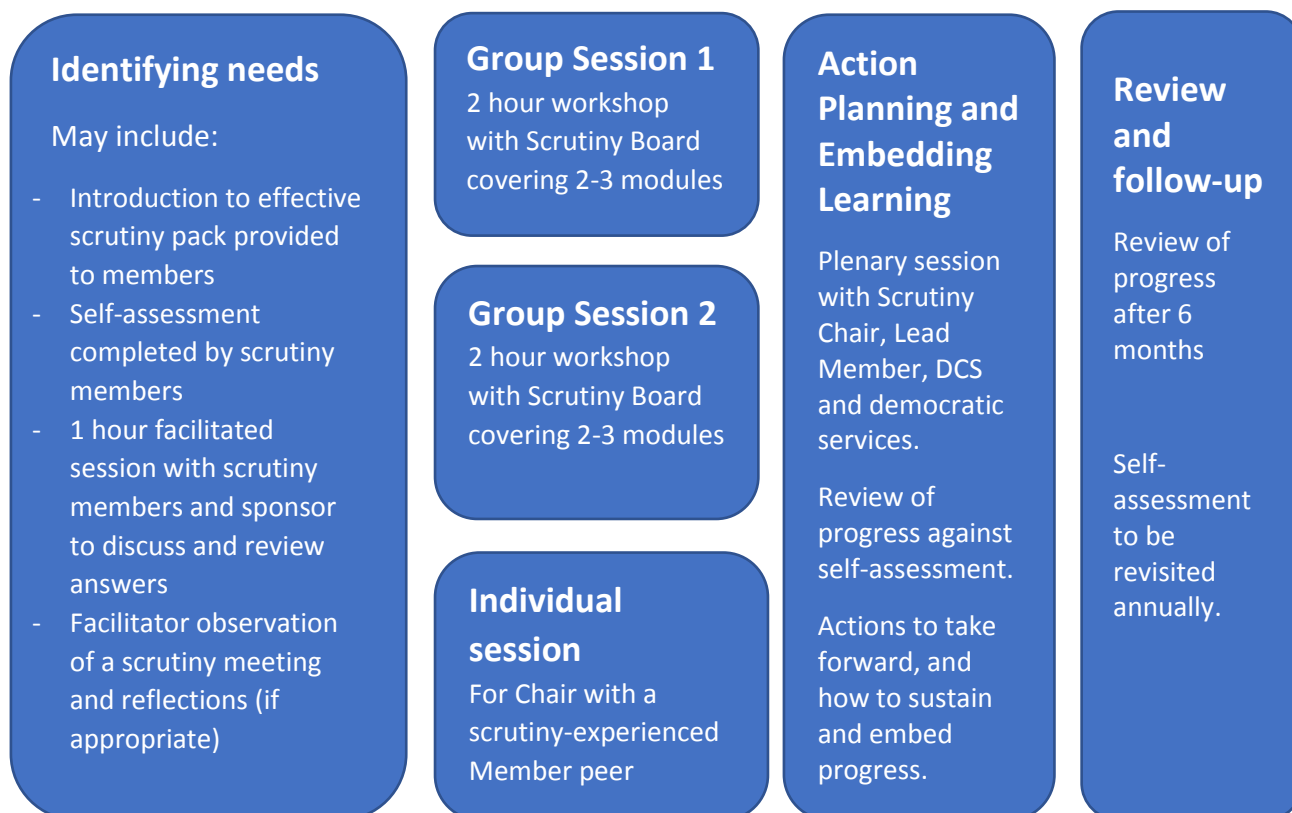 Identifying needs
May include:
- Introduction to effective
scrutiny pack provided
to members
- Self-assessment
completed by scrutiny
members
- 1 hour facilitated
session with scrutiny
members and sponsor
to discuss and review
answers
- Facilitator observation
of a scrutiny meeting
and reflections (if
appropriate)
Group Session 1
2 hour workshop
with Scrutiny Board
covering 2-3 modules
Group Session 2
2 hour workshop
with Scrutiny Board
covering 2-3 modules
Individual
session
For Chair with a
scrutiny-experienced
Member peer
Action
Planning and
Embedding
Learning
Plenary session
with Scrutiny
Chair, Lead
Member, DCS
and democratic
services.
Review of
progress against
self-assessment.
Actions to take
forward, and
how to sustain
and embed
progress.
Review
and
follow-up
Review of
progress
after 6
months
Self-
assessment
to be
revisited
annually.